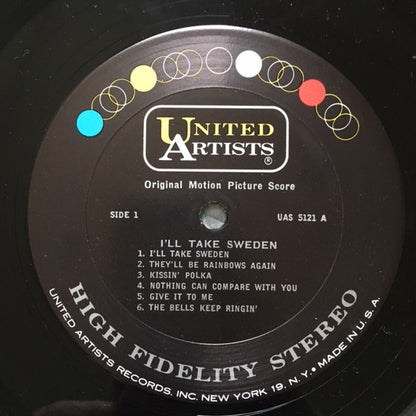 UNITED
ARTISTS®
Original Motion Picture Score
SIDE 1
UAS 5121 A
I'LL TAKE SWEDEN
1. I'LL TAKE SWEDEN
2. THEY'LL BE RAINBOWS AGAIN
3. KISSIN' POLKA
4. NOTHING CAN COMPARE WITH YOU
5. GIVE IT TO ME
6. THE BELLS KEEP RINGIN'
HIGH FIDELITY STEREO
UNITED ARTISTS RECORDS, INC. NEW YORK 19, N.Y. • MADE IN U.S.A.